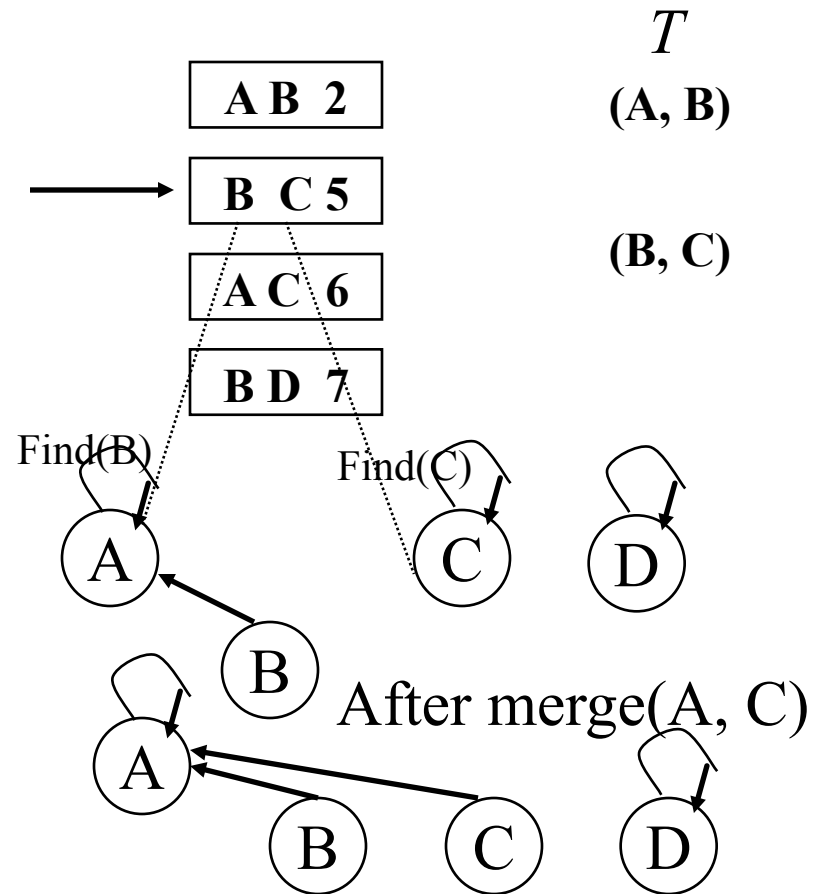 T
A B 2
(A, B)
B C 5
(B, C)
A C 6
B D 7
Find(B)
Find(C)
A
C
D
B
After merge(A, C)
A
B
C
D